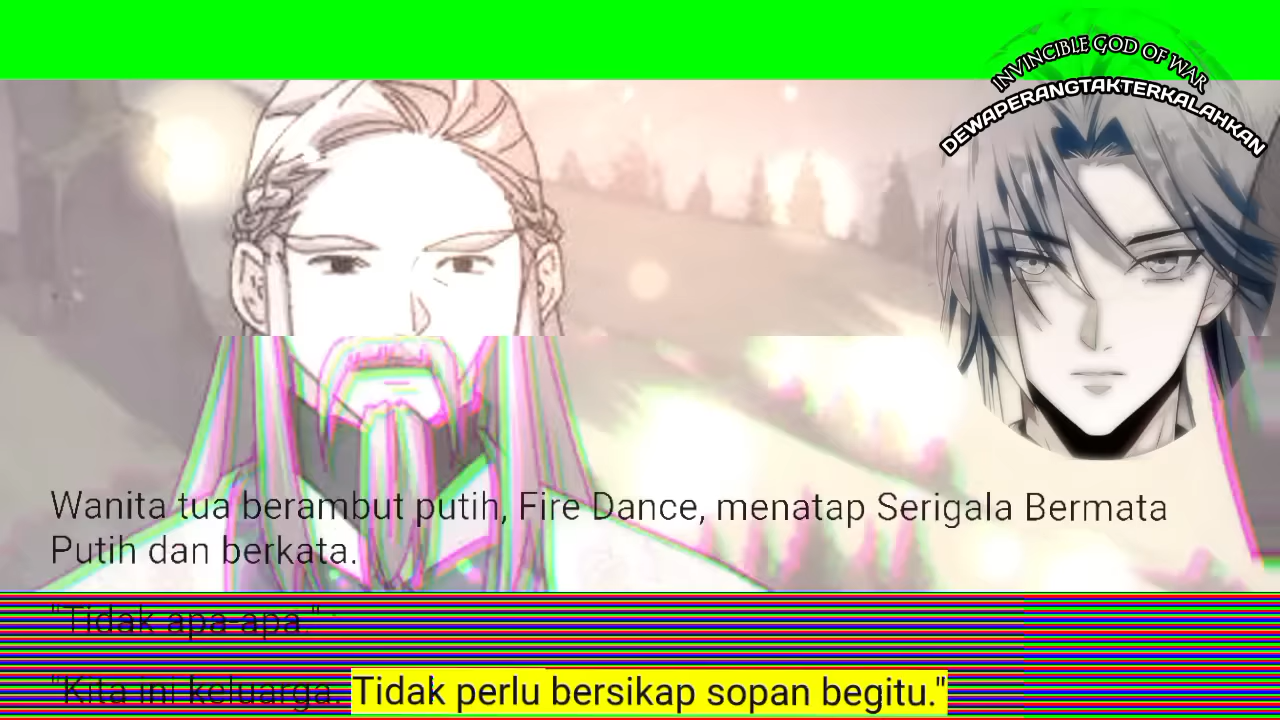 INVINCIBLE GOD OF WAR
DEWAPERANGTAKTERKALAHKAN
Wanita tua berambut putih, Fire Dance, menatap Serigala Bermata
Putih dan berkata.
"Tidak apa-apa."
"Kita ini keluarga. Tidak perlu bersikap sopan begitu."